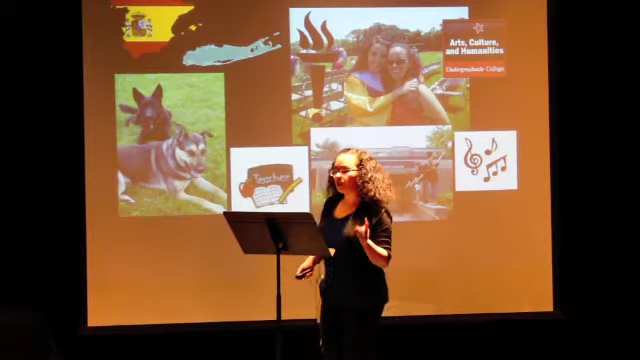 Arts, Culture,
and Humanities
Undergraduate College
Teacher